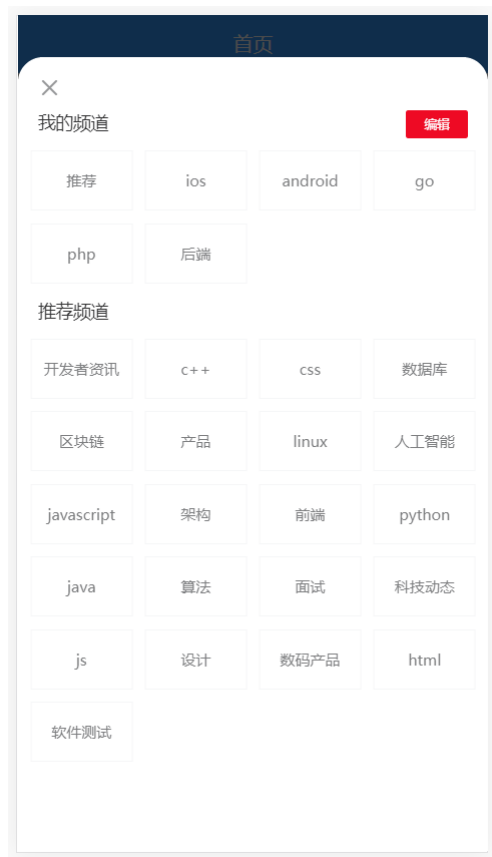 首页
我的频道 编辑
推荐 ios android go
php 后端
推荐频道
开发者资讯 c++ css 数据库
区块链 产品 linux 人工智能
javascript 架构 前端 python
java 算法 面试 科技动态
js 设计 数码产品 html
软件测试